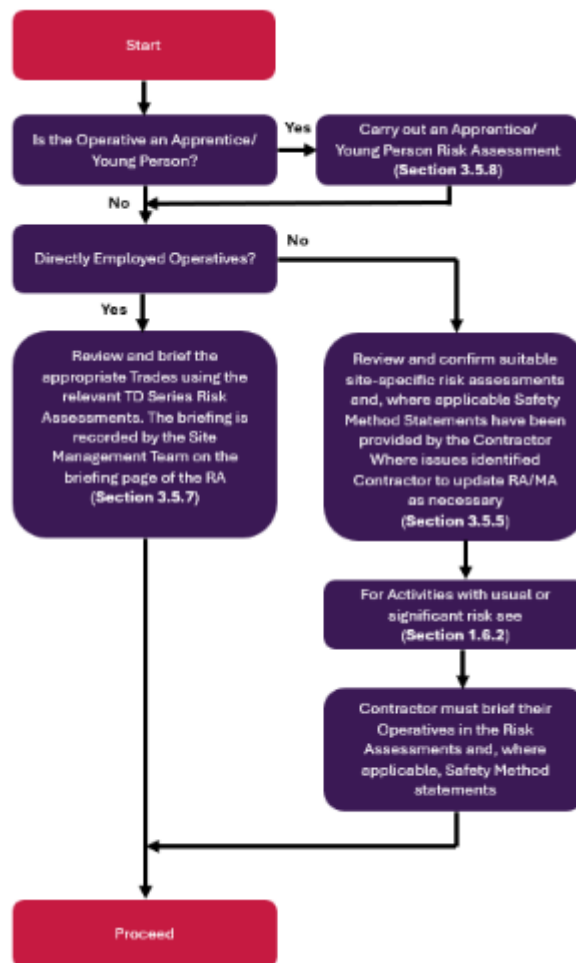 Start
Is the Operative an Apprentice/
Young Person?
Yes
Carry out an Apprentice/
Young Person Risk Assessment
(Section 3.5.8)
No
Directly Employed Operatives?
No
Yes
Review and brief the
appropriate Trades using the
relevant TD Series Risk
Assessments. The briefing is
recorded by the Site
Management Team on the
briefing page of the RA
(Section 3.5.7)
Review and confirm suitable
site-specific risk assessments
and, where applicable Safety
Method Statements have been
provided by the Contractor
Where issues identified
Contractor to update RA/MA
as necessary
(Section 3.5.5)
For Activities with usual or
significant risk see
(Section 1.6.2)
Contractor must brief their
Operatives in the Risk
Assessments and, where
applicable, Safety Method
statements
Proceed